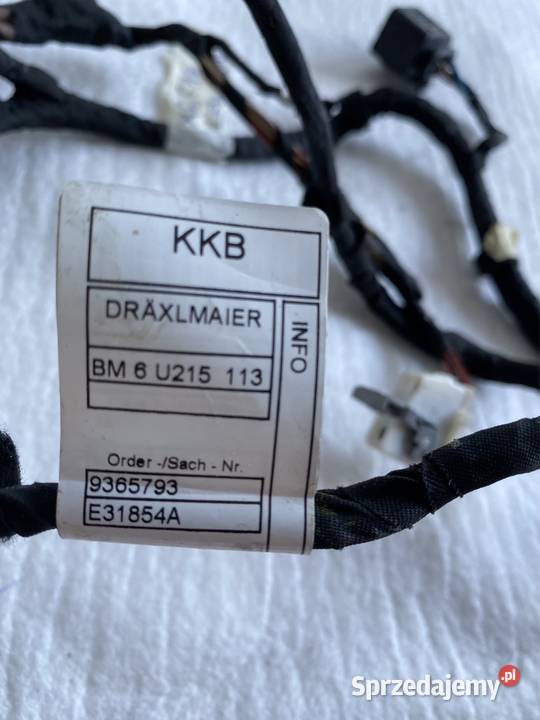 KKB
DRÄXLMAIER
BM 6 U215 113
INFO
Order -/Sach - Nr.
9365793
E31854A
Sprzedajemy.pl